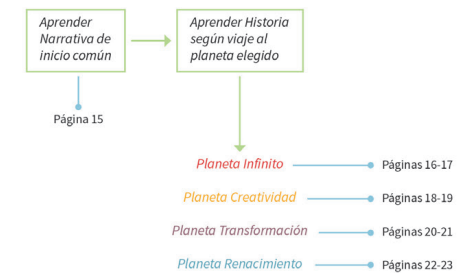 Aprender
Narrativa de
inicio común
Aprender Historia
según viaje al
planeta elegido
Página 15
Planeta Infinito
Páginas 16-17
Planeta Creatividad
Páginas 18-19
Planeta Transformación
Páginas 20-21
Planeta Renacimiento
Páginas 22-23